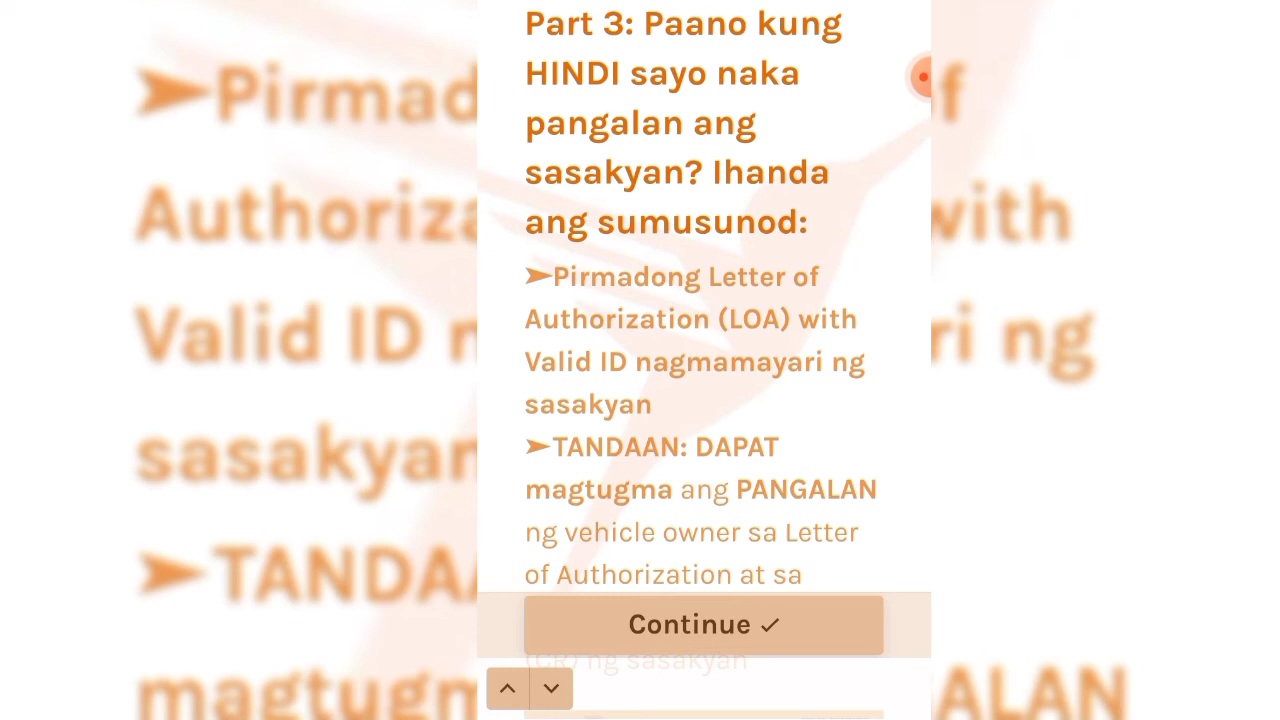 Part 3: Paano kung
HINDI sayo naka
pangalan ang
sasakyan? Ihanda
ang sumusunod:
➤Pirmadong Letter of
Authorization (LOA) with
Valid ID nagmamayari ng
sasakyan
➤TANDAAN: DAPAT
magtugma ang PANGALAN
ng vehicle owner sa Letter
of Authorization at sa
Continue ✓
(CR) ng sasakyan